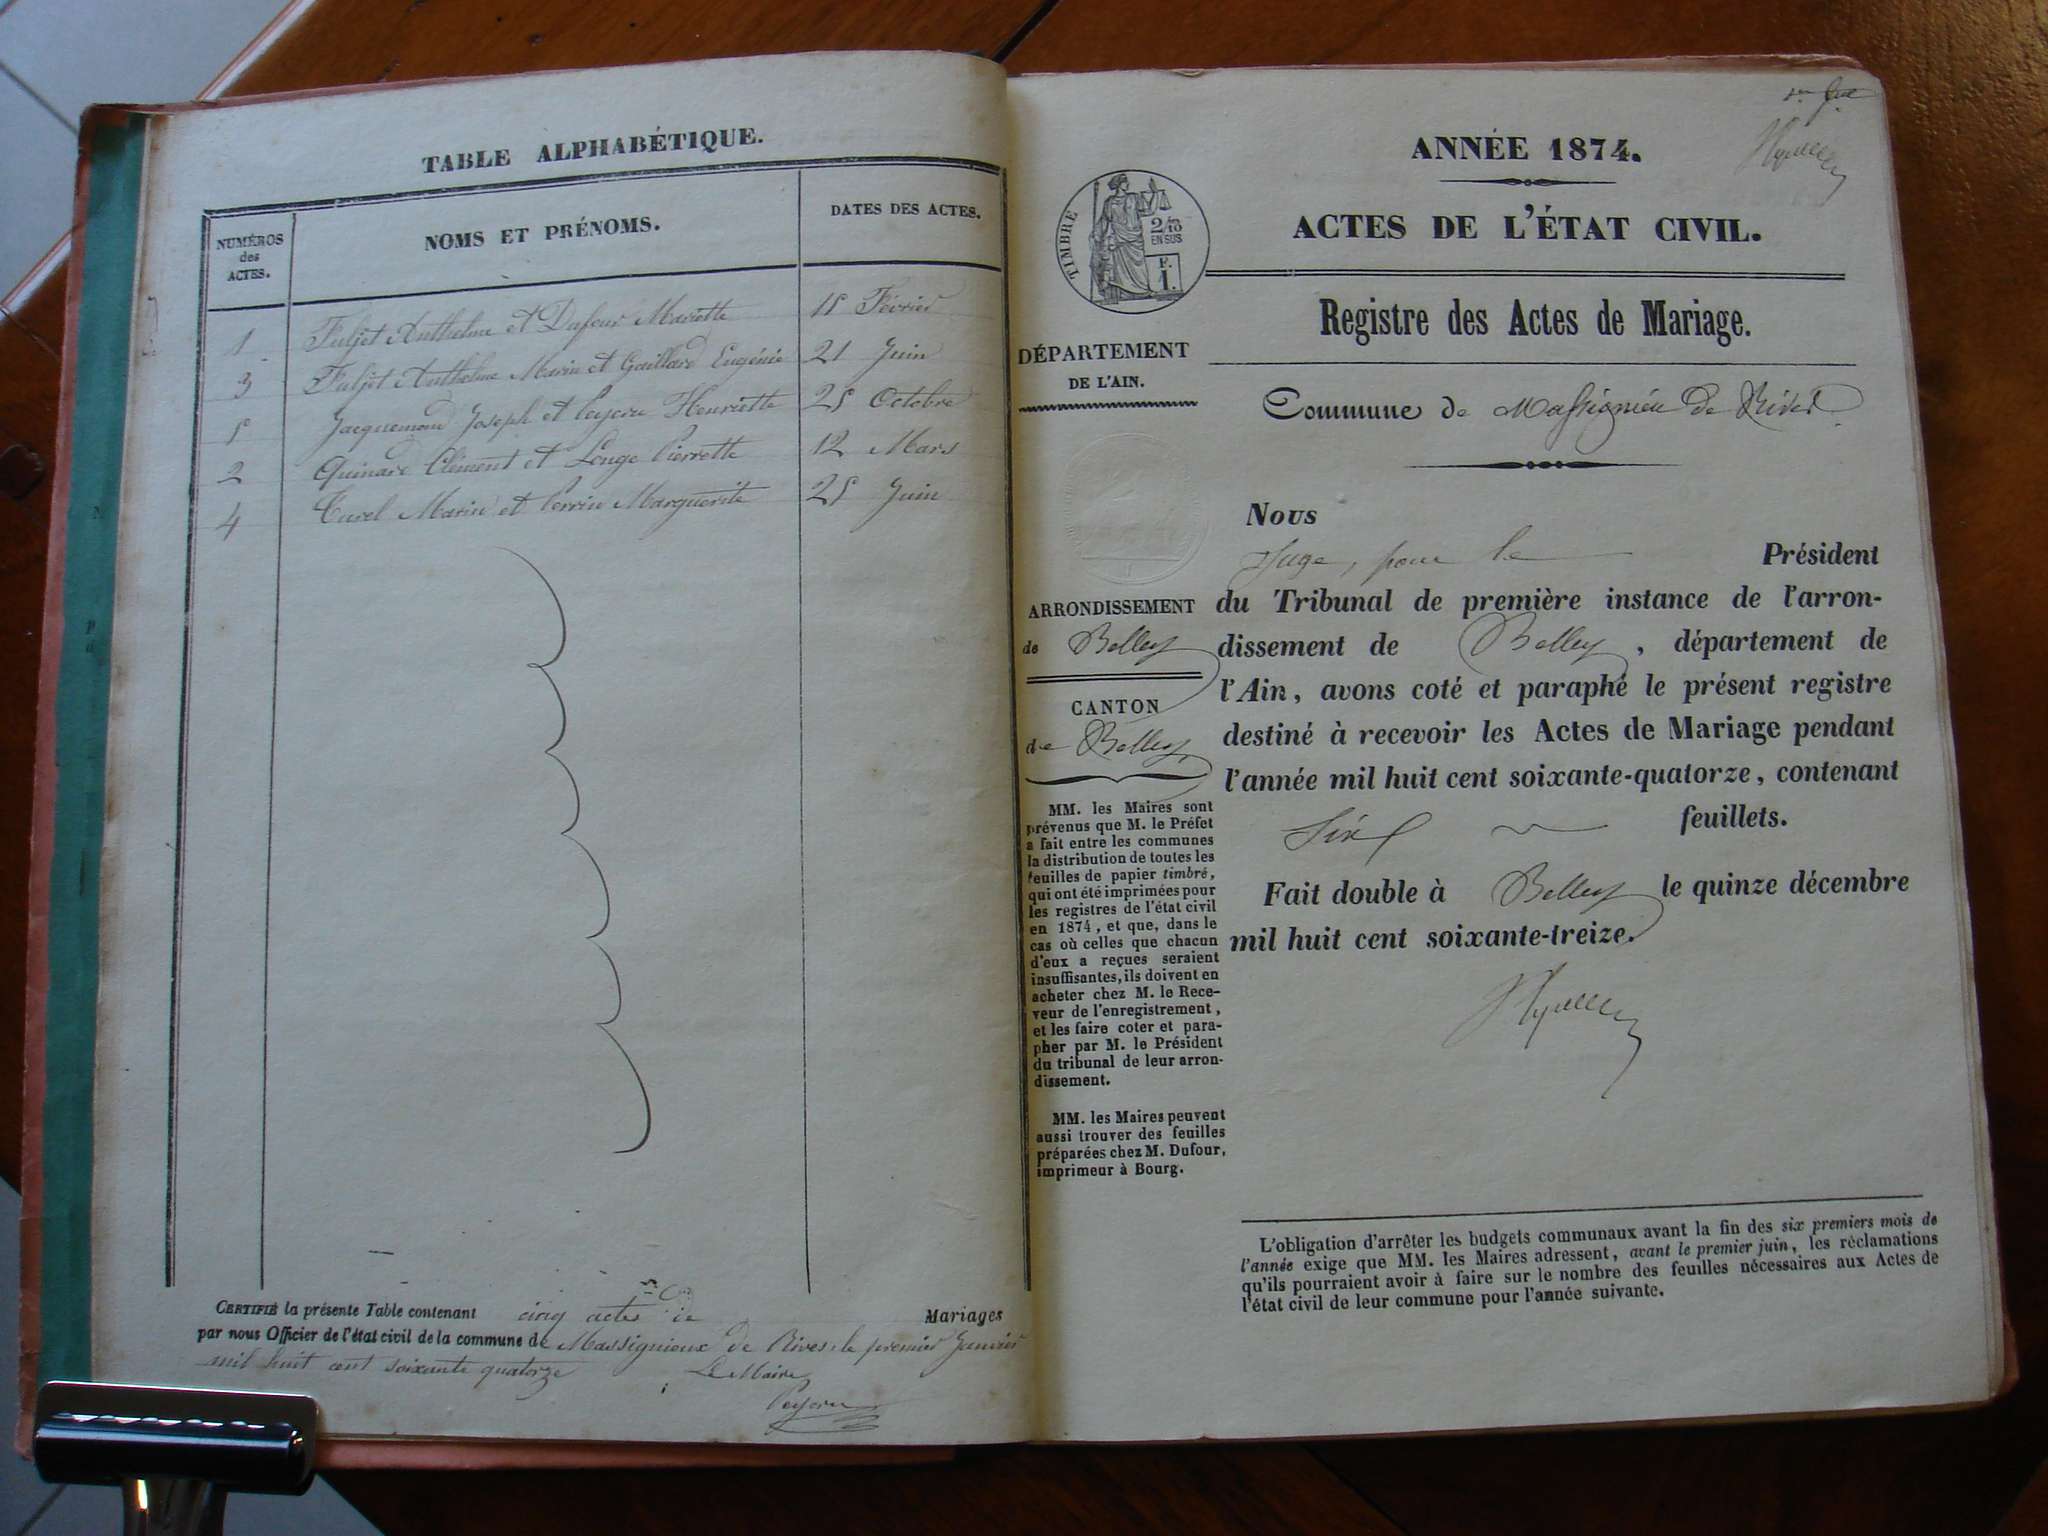 TABLE ALPHABÉTIQUE.
NUMÉROS
des
ACTES.
NOMS ET PRÉNOMS.
DATES DES ACTES.
1 Fuljet Anthelme et Dufour Mariette 15 Février
3 Fuljet Anthelme Marin et Gaillard Eugénie 21 Juin
5 Jacquemond Joseph et Peysru Henriette 25 Octobre
2 Quinard Clément et Longe Pierrette 12 Mars
4 Curel Marin et Perrin Marguerite 25 Juin
CERTIFIÉ la présente Table contenant cinq actes de Mariages
par nous Officier de l'état civil de la commune de Massignieux de Rives, le premier Janvier
mil huit cent soixante quatorze Le Maire
ANNÉE 1874.
ACTES DE L'ÉTAT CIVIL.
TIMBRE
2/10
EN SUS
F.
1.
Registre des Actes de Mariage.
DÉPARTEMENT
DE L'AIN.
Commune de Massignieu de Rives
Nous
Juge, pour le Président
du Tribunal de première instance de l'arron-
dissement de Belley, département de
l'Ain, avons coté et paraphé le présent registre
destiné à recevoir les Actes de Mariage pendant
l'année mil huit cent soixante-quatorze, contenant
Six feuillets.
Fait double à Belley le quinze décembre
mil huit cent soixante-treize.
ARRONDISSEMENT
de Belley
CANTON
de Belley
MM. les Maires sont
prévenus que M. le Préfet
a fait entre les communes
la distribution de toutes les
feuilles de papier timbré,
qui ont été imprimées pour
les registres de l'état civil
en 1874, et que, dans le
cas où celles que chacun
d'eux a reçues seraient
insuffisantes, ils doivent en
acheter chez M. le Rece-
veur de l'enregistrement,
et les faire coter et para-
pher par M. le Président
du tribunal de leur arron-
dissement.
MM. les Maires peuvent
aussi trouver des feuilles
préparées chez M. Dufour,
imprimeur à Bourg.
L'obligation d'arrêter les budgets communaux avant la fin des six premiers mois de
l'année exige que MM. les Maires adressent, avant le premier juin, les réclamations
qu'ils pourraient avoir à faire sur le nombre des feuilles nécessaires aux Actes de
l'état civil de leur commune pour l'année suivante.